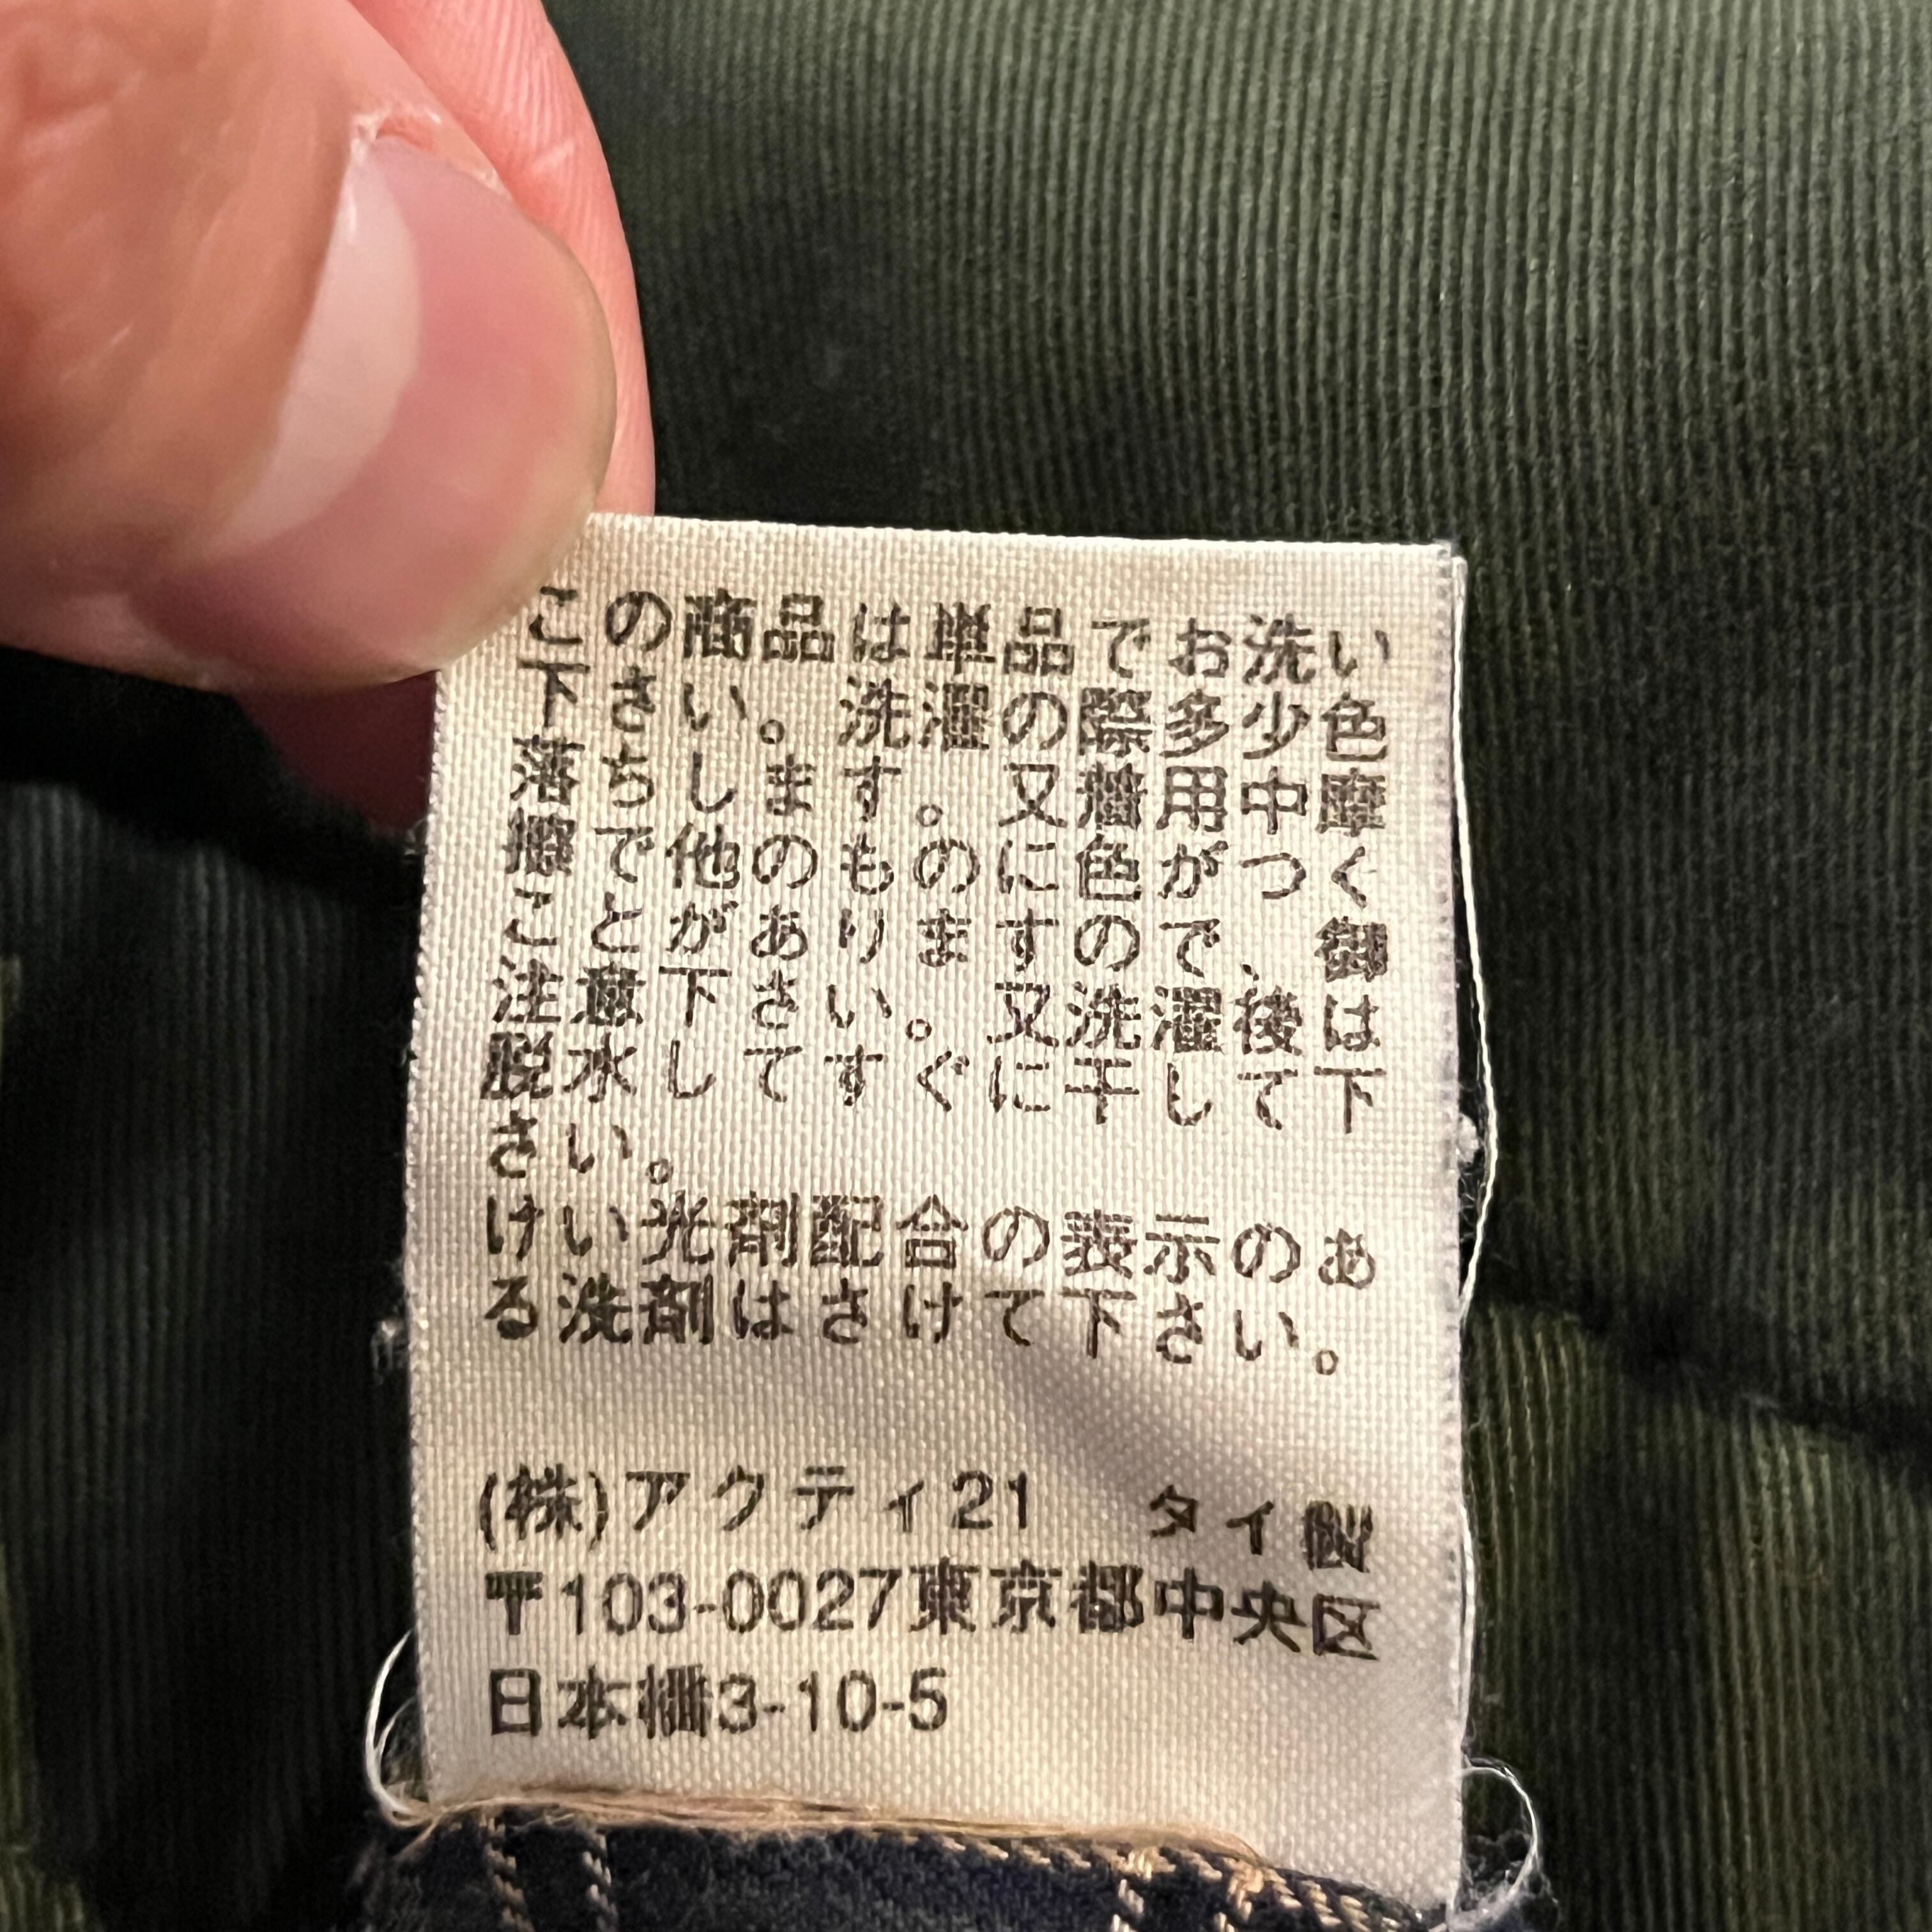 この商品は単品でお洗い
下さい。洗濯の際多少色
落ちします。又着用中摩
擦で他のものに色がつく
ことがありますので、御
注意下さい。又洗濯後は
脱水してすぐに干して下
さい。
けい光剤配合の表示のあ
る洗剤はさけて下さい。
(株)アクティ21 タイ製
〒103-0027東京都中央区
日本橋3-10-5